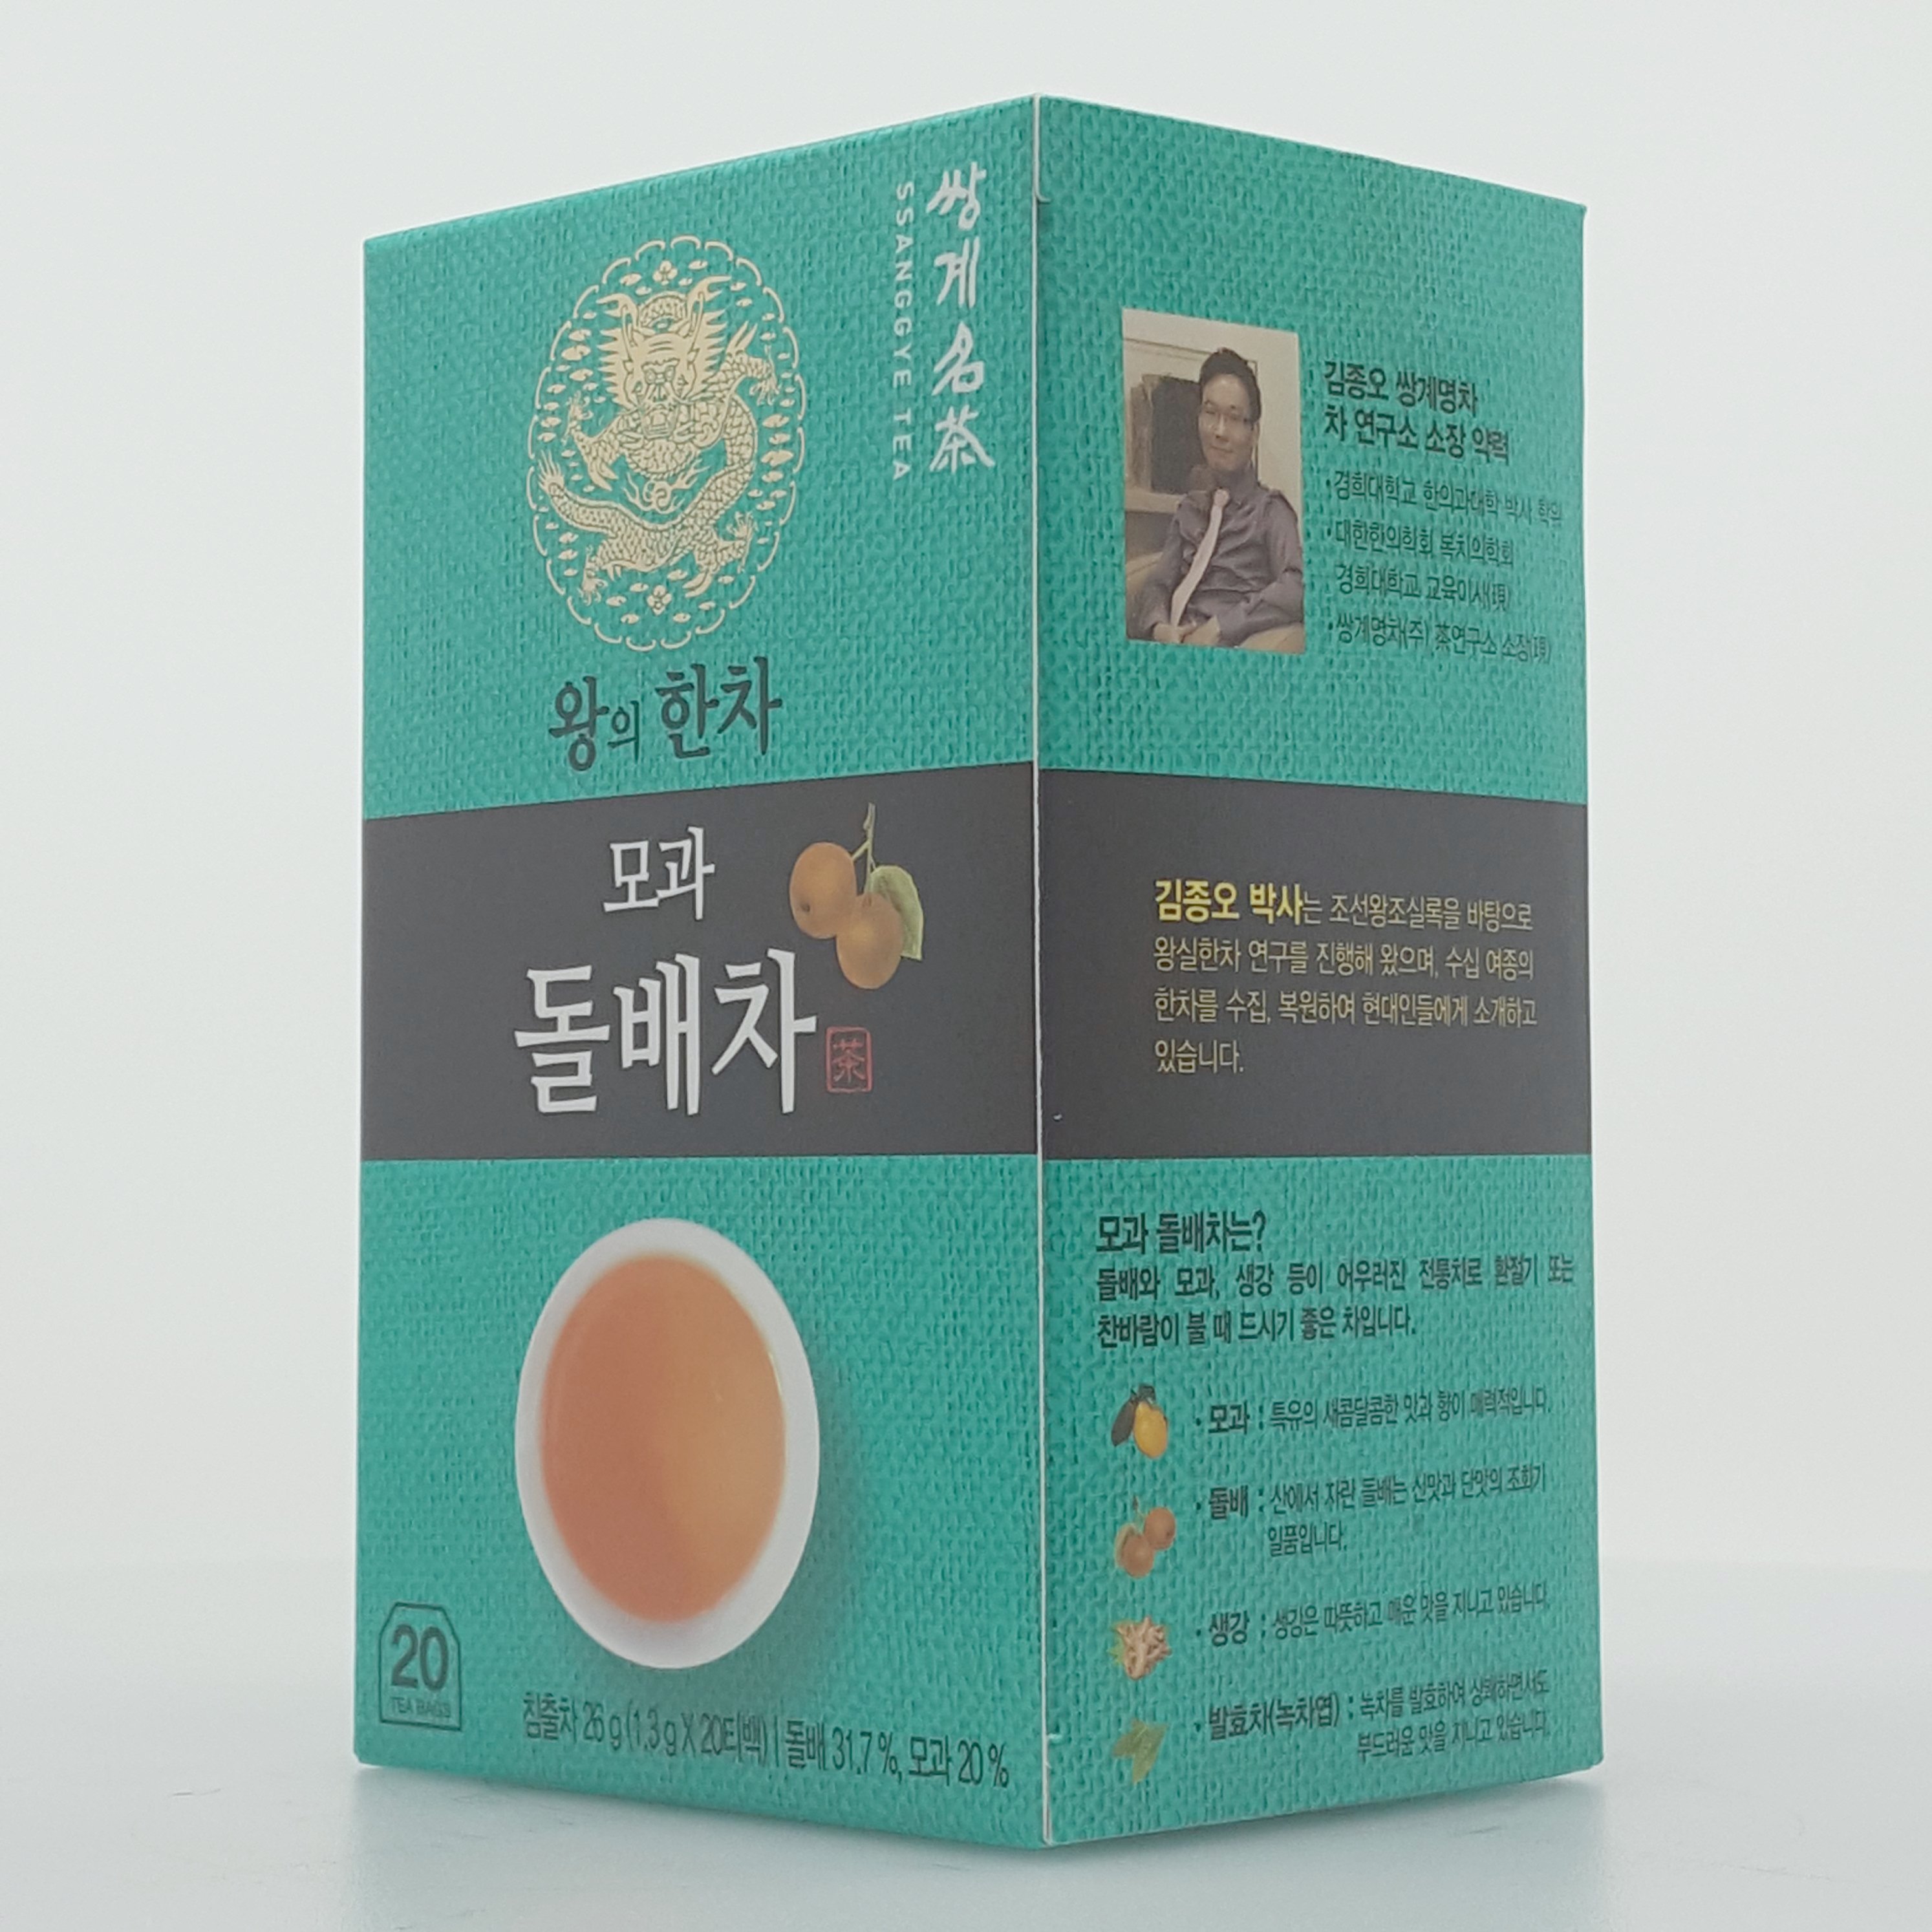 쌍계名茶
SSANGGYE TEA
왕의 한차
모과
돌배차
茶
20
TEA BAGS
침출차 26 g (1.3 g X 20티백) | 돌배 31.7 %, 모과 20 %
김종오 쌍계명차
차 연구소 소장 약력
•경희대학교 한의과대학 박사 학위
•대한한의학회 복치의학회
경희대학교 교육이사(現)
•쌍계명차(주) 茶연구소 소장(現)
김종오 박사는 조선왕조실록을 바탕으로
왕실한차 연구를 진행해 왔으며, 수십 여종의
한차를 수집, 복원하여 현대인들에게 소개하고
있습니다.
모과 돌배차는?
돌배와 모과, 생강 등이 어우러진 전통차로 환절기 또는
찬바람이 불 때 드시기 좋은 차입니다.
• 모과 : 특유의 새콤달콤한 맛과 향이 매력적입니다.
• 돌배 : 산에서 자란 돌배는 신맛과 단맛의 조화가
일품입니다.
• 생강 : 생강은 따뜻하고 매운 맛을 지니고 있습니다.
• 발효차(녹차엽) : 녹차를 발효하여 상쾌하면서도
부드러운 맛을 지니고 있습니다.